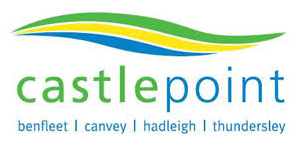 castlepoint
benfleet | canvey | hadleigh | thundersley